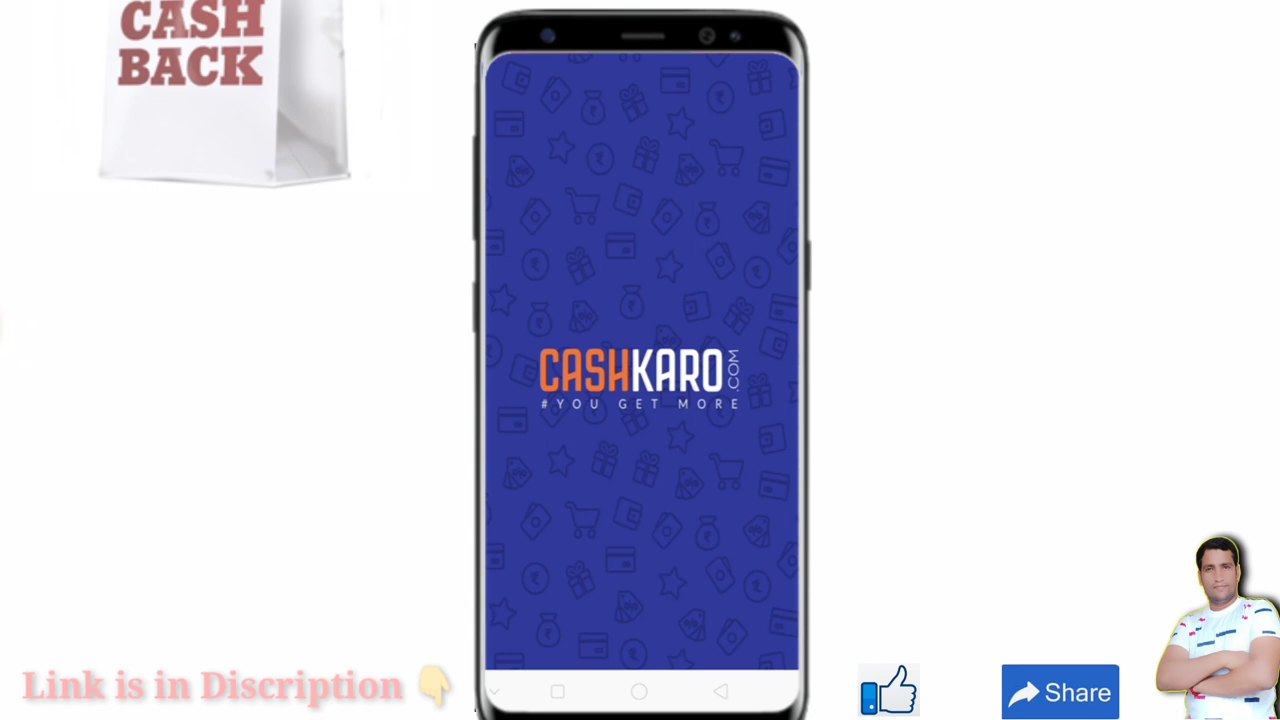 CASH
BACK
CASHKARO.COM
#YOU GET MORE
Link is in Discription 👇
Share